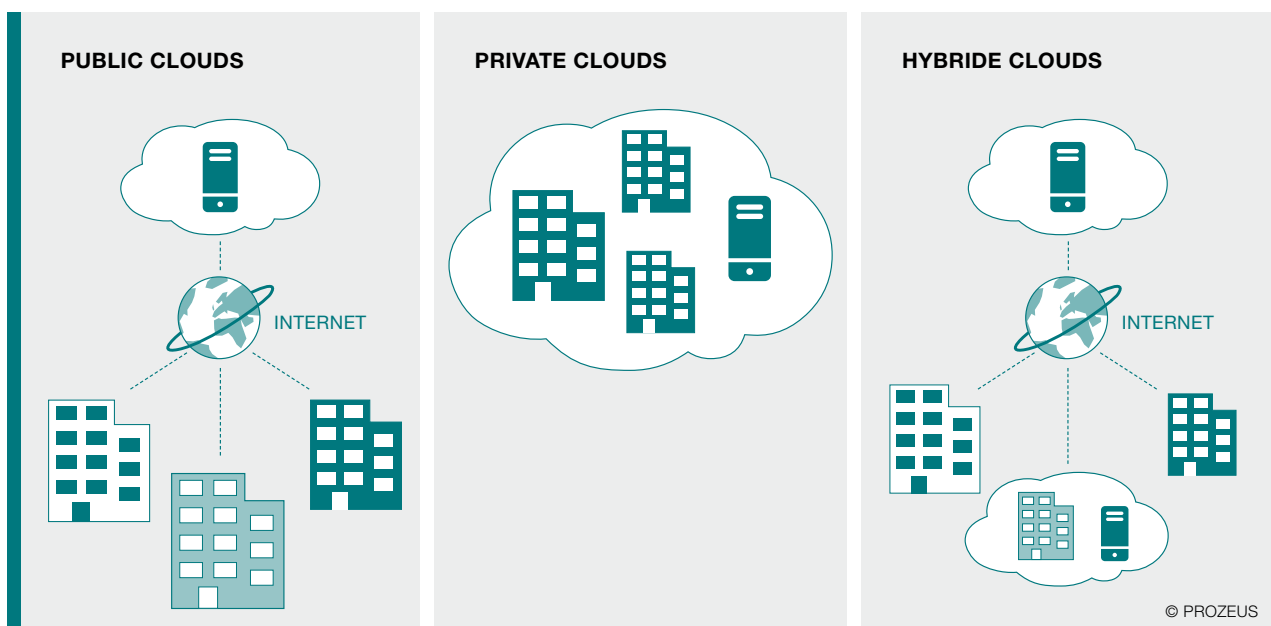 PUBLIC CLOUDS
INTERNET
PRIVATE CLOUDS
HYBRIDE CLOUDS
INTERNET
© PROZEUS